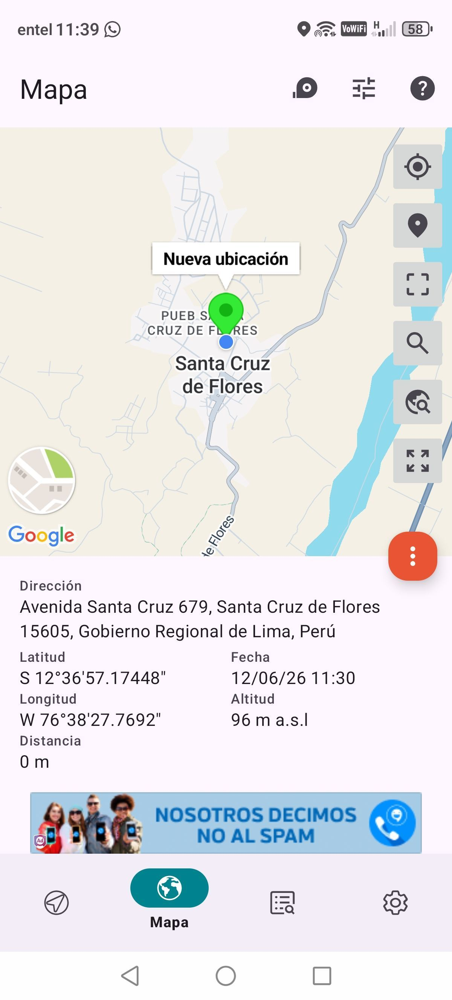 entel 11:39
VoWiFi H 58
Mapa
Nueva ubicación
PUEB S
CRUZ DE FLORES
Santa Cruz
de Flores
de Flores
Google
Dirección
Avenida Santa Cruz 679, Santa Cruz de Flores
15605, Gobierno Regional de Lima, Perú
Latitud
S 12°36'57.17448"
Fecha
12/06/26 11:30
Longitud
W 76°38'27.7692"
Altitud
96 m a.s.l
Distancia
0 m
NOSOTROS DECIMOS
NO AL SPAM
Ad
Mapa